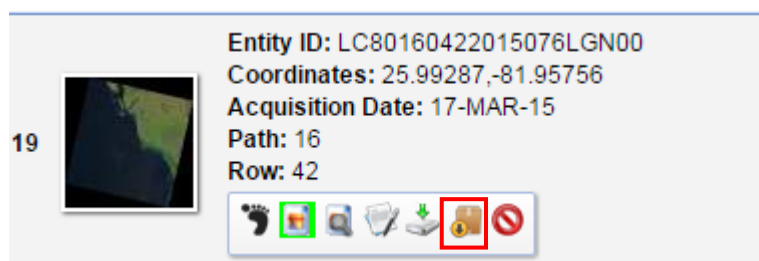 Entity ID: LC80160422015076LGN00
Coordinates: 25.99287,-81.95756
Acquisition Date: 17-MAR-15
19
Path: 16
Row: 42